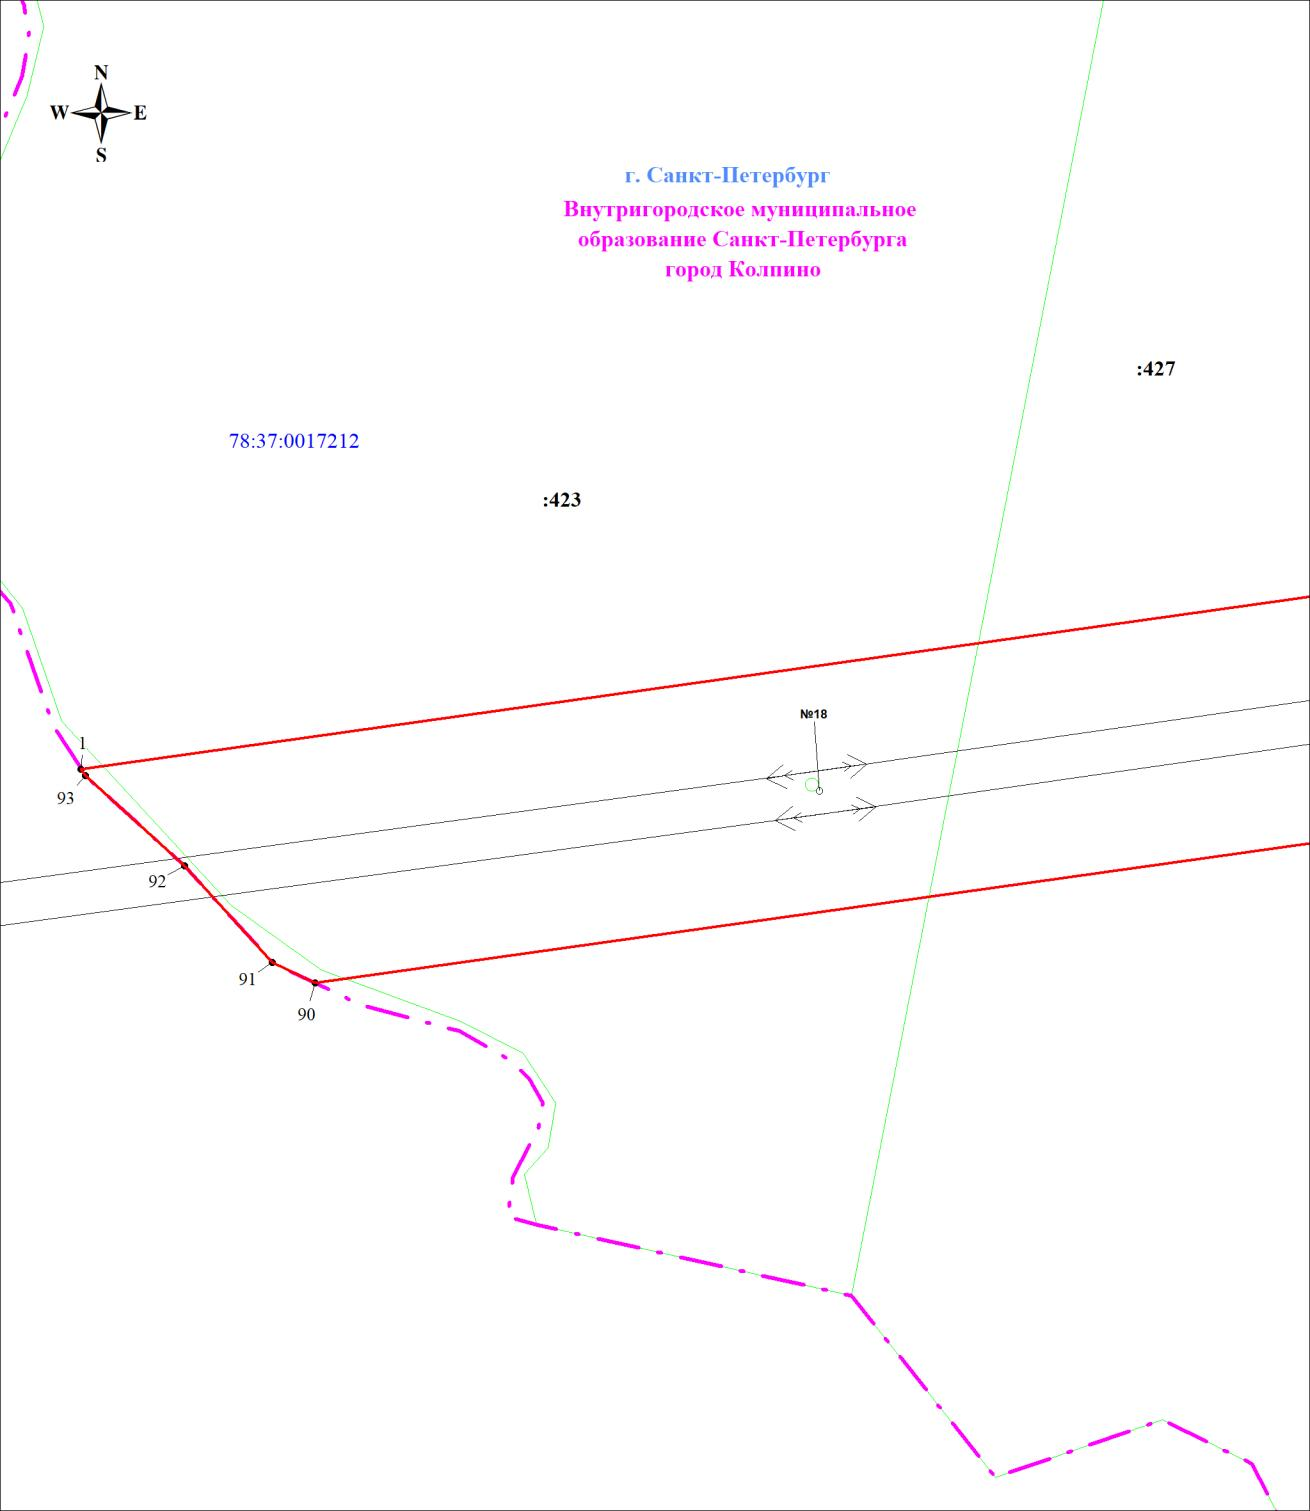 N
W E
S
г. Санкт-Петербург
Внутригородское муниципальное
образование Санкт-Петербурга
город Колпино
:427
78:37:0017212
:423
№18
1
93
92
91
90